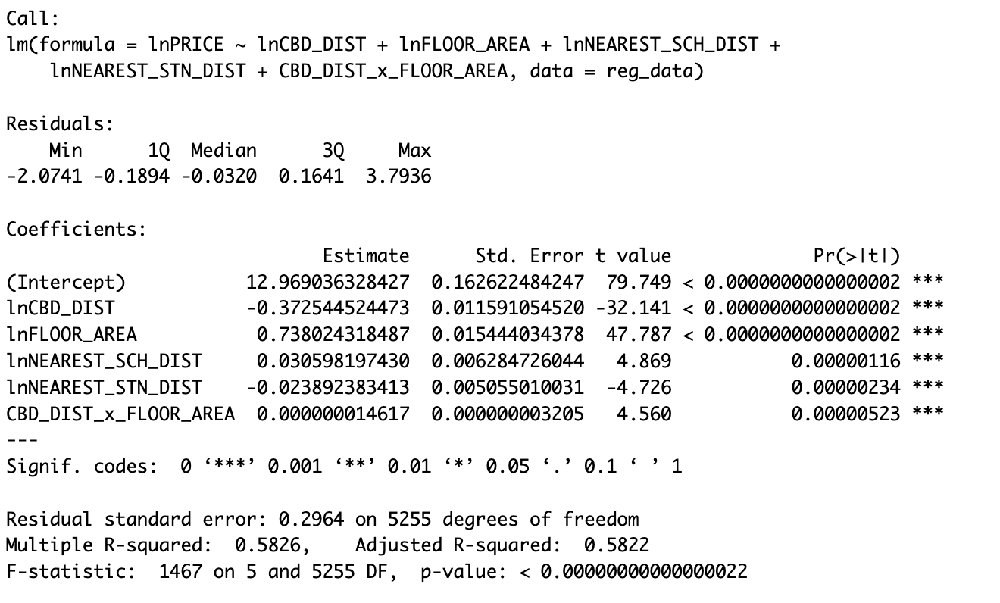 Call:
lm(formula = lnPRICE ~ lnCBD_DIST + lnFLOOR_AREA + lnNEAREST_SCH_DIST +
    lnNEAREST_STN_DIST + CBD_DIST_x_FLOOR_AREA, data = reg_data)

Residuals:
    Min      1Q  Median      3Q     Max
-2.0741 -0.1894 -0.0320  0.1641  3.7936

Coefficients:
                             Estimate      Std. Error t value             Pr(>|t|)
(Intercept)           12.969036328427  0.162622484247  79.749 < 0.0000000000000002 ***
lnCBD_DIST            -0.372544524473  0.011591054520 -32.141 < 0.0000000000000002 ***
lnFLOOR_AREA           0.738024318487  0.015444034378  47.787 < 0.0000000000000002 ***
lnNEAREST_SCH_DIST     0.030598197430  0.006284726044   4.869           0.00000116 ***
lnNEAREST_STN_DIST    -0.023892383413  0.005055010031  -4.726           0.00000234 ***
CBD_DIST_x_FLOOR_AREA  0.000000014617  0.000000003205   4.560           0.00000523 ***
---
Signif. codes:  0 ‘***’ 0.001 ‘**’ 0.01 ‘*’ 0.05 ‘.’ 0.1 ‘ ’ 1

Residual standard error: 0.2964 on 5255 degrees of freedom
Multiple R-squared:  0.5826,    Adjusted R-squared:  0.5822
F-statistic:  1467 on 5 and 5255 DF,  p-value: < 0.00000000000000022